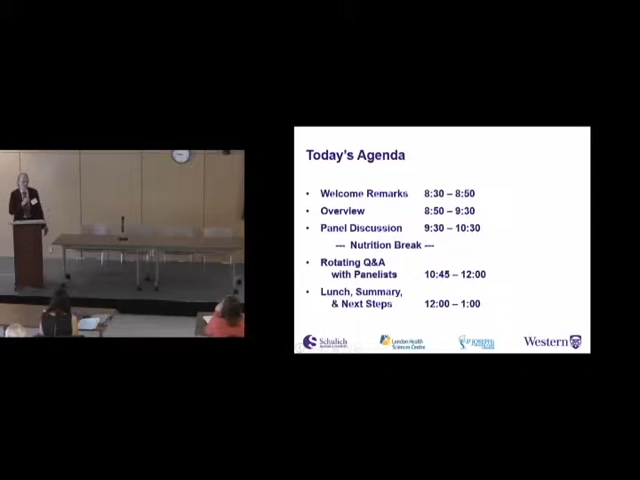 Today's Agenda
• Welcome Remarks 8:30 – 8:50
• Overview 8:50 – 9:30
• Panel Discussion 9:30 – 10:30
--- Nutrition Break ---
• Rotating Q&A
with Panelists 10:45 – 12:00
• Lunch, Summary,
& Next Steps 12:00 – 1:00
Schulich
London Health
Sciences Centre
ST JOSEPH'S
Western